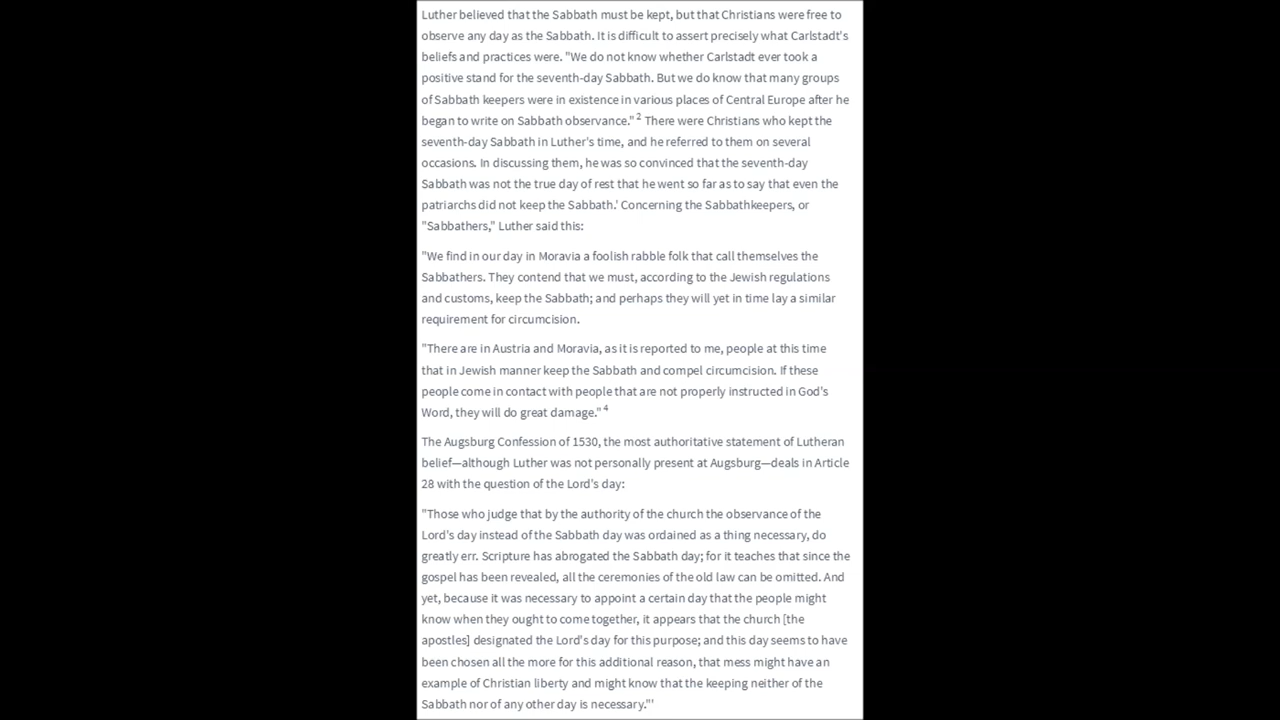 Luther believed that the Sabbath must be kept, but that Christians were free to
observe any day as the Sabbath. It is difficult to assert precisely what Carlstadt's
beliefs and practices were. "We do not know whether Carlstadt ever took a
positive stand for the seventh-day Sabbath. But we do know that many groups
of Sabbath keepers were in existence in various places of Central Europe after he
began to write on Sabbath observance." 2 There were Christians who kept the
seventh-day Sabbath in Luther's time, and he referred to them on several
occasions. In discussing them, he was so convinced that the seventh-day
Sabbath was not the true day of rest that he went so far as to say that even the
patriarchs did not keep the Sabbath.' Concerning the Sabbathkeepers, or
"Sabbathers," Luther said this:
"We find in our day in Moravia a foolish rabble folk that call themselves the
Sabbathers. They contend that we must, according to the Jewish regulations
and customs, keep the Sabbath; and perhaps they will yet in time lay a similar
requirement for circumcision.
"There are in Austria and Moravia, as it is reported to me, people at this time
that in Jewish manner keep the Sabbath and compel circumcision. If these
people come in contact with people that are not properly instructed in God's
Word, they will do great damage." 4
The Augsburg Confession of 1530, the most authoritative statement of Lutheran
belief—although Luther was not personally present at Augsburg—deals in Article
28 with the question of the Lord's day:
"Those who judge that by the authority of the church the observance of the
Lord's day instead of the Sabbath day was ordained as a thing necessary, do
greatly err. Scripture has abrogated the Sabbath day; for it teaches that since the
gospel has been revealed, all the ceremonies of the old law can be omitted. And
yet, because it was necessary to appoint a certain day that the people might
know when they ought to come together, it appears that the church [the
apostles] designated the Lord's day for this purpose; and this day seems to have
been chosen all the more for this additional reason, that mess might have an
example of Christian liberty and might know that the keeping neither of the
Sabbath nor of any other day is necessary."'